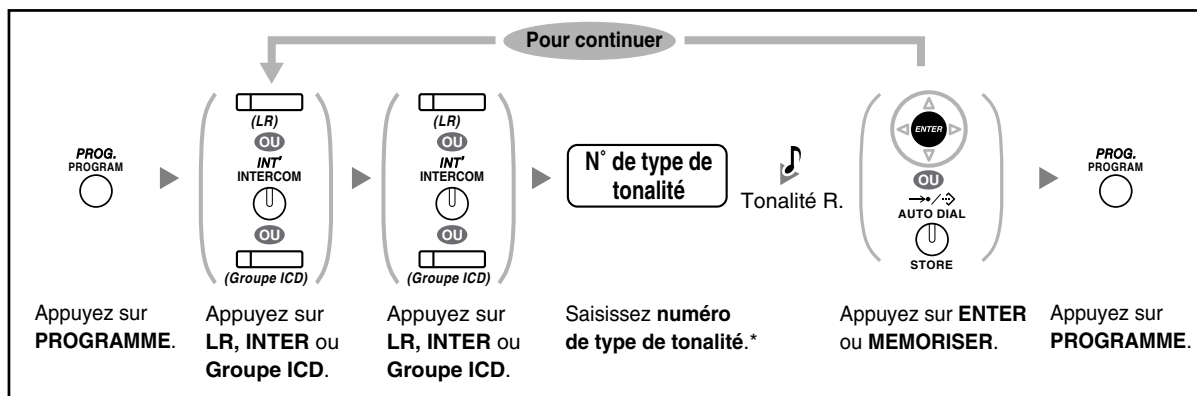 Pour continuer
PROG.
PROGRAM
(LR)
OU
INT'
INTERCOM
OU
(Groupe ICD)
(LR)
OU
INT'
INTERCOM
OU
(Groupe ICD)
N° de type de
tonalité
Tonalité R.
ENTER
OU
AUTO DIAL
STORE
PROG.
PROGRAM
Appuyez sur
PROGRAMME.
Appuyez sur
LR, INTER ou
Groupe ICD.
Appuyez sur
LR, INTER ou
Groupe ICD.
Saisissez numéro
de type de tonalité.*
Appuyez sur ENTER
ou MEMORISER.
Appuyez sur
PROGRAMME.